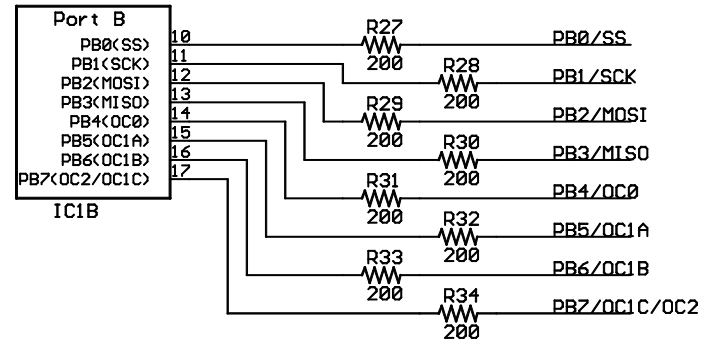 Port B
PB0(SS) 10 R27 200 PB0/SS
PB1(SCK) 11 R28 200 PB1/SCK
PB2(MOSI) 12 R29 200 PB2/MOSI
PB3(MISO) 13 R30 200 PB3/MISO
PB4(OC0) 14 R31 200 PB4/OC0
PB5(OC1A) 15 R32 200 PB5/OC1A
PB6(OC1B) 16 R33 200 PB6/OC1B
PB7(OC2/OC1C) 17 R34 200 PB7/OC1C/OC2
IC1B